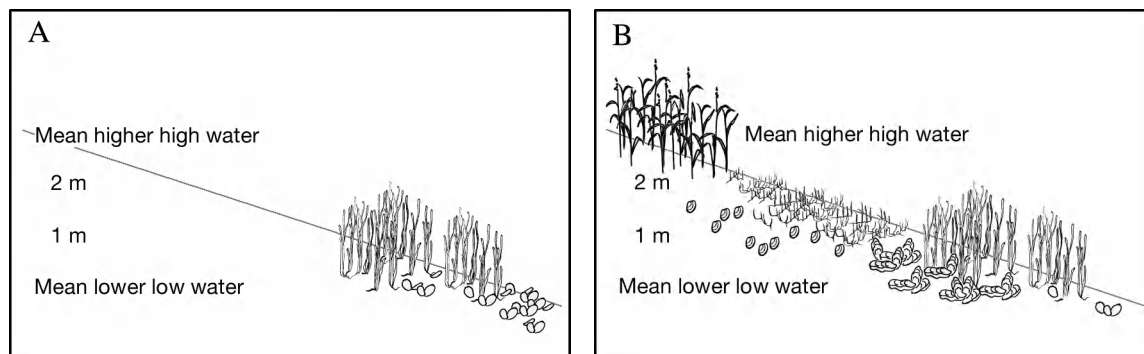 A
Mean higher high water
2 m
1 m
Mean lower low water
B
Mean higher high water
2 m
1 m
Mean lower low water